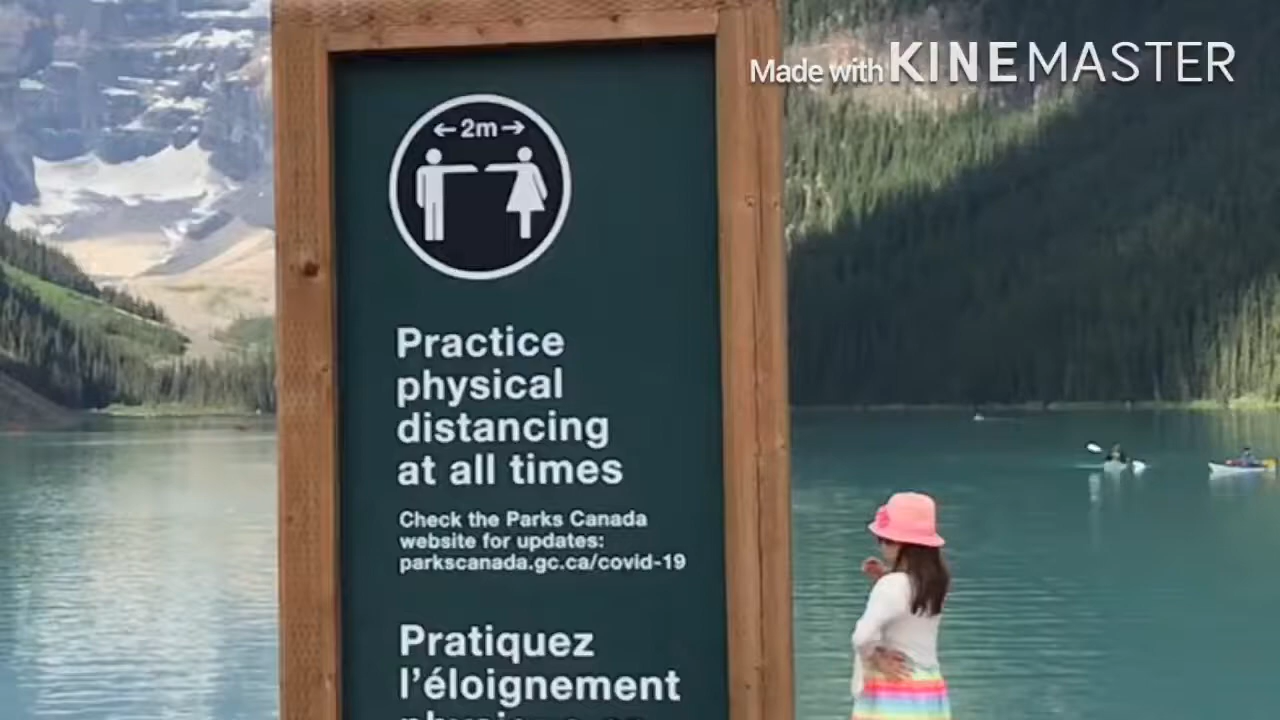 Made with KINEMASTER
←2m→
Practice
physical
distancing
at all times
Check the Parks Canada
website for updates:
parkscanada.gc.ca/covid-19
Pratiquez
l'éloignement